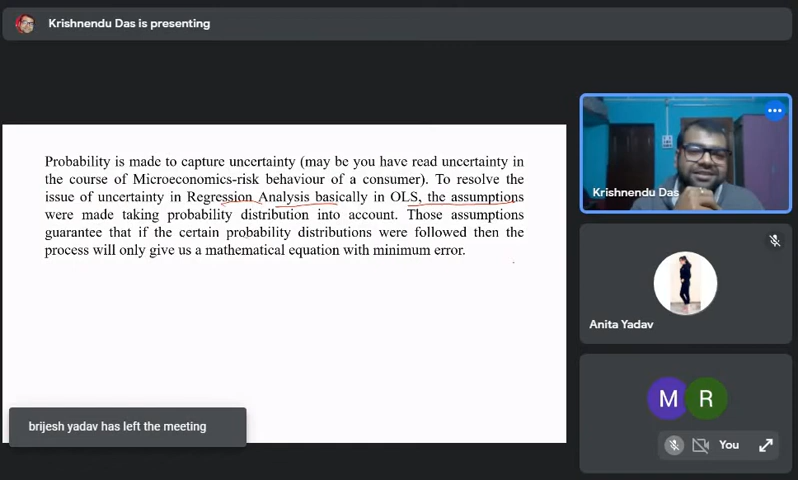 Krishnendu Das is presenting
Probability is made to capture uncertainty (may be you have read uncertainty in
the course of Microeconomics-risk behaviour of a consumer). To resolve the
issue of uncertainty in Regression Analysis basically in OLS, the assumptions
were made taking probability distribution into account. Those assumptions
guarantee that if the certain probability distributions were followed then the
process will only give us a mathematical equation with minimum error.
brijesh yadav has left the meeting
Krishnendu Das
Anita Yadav
M R
You